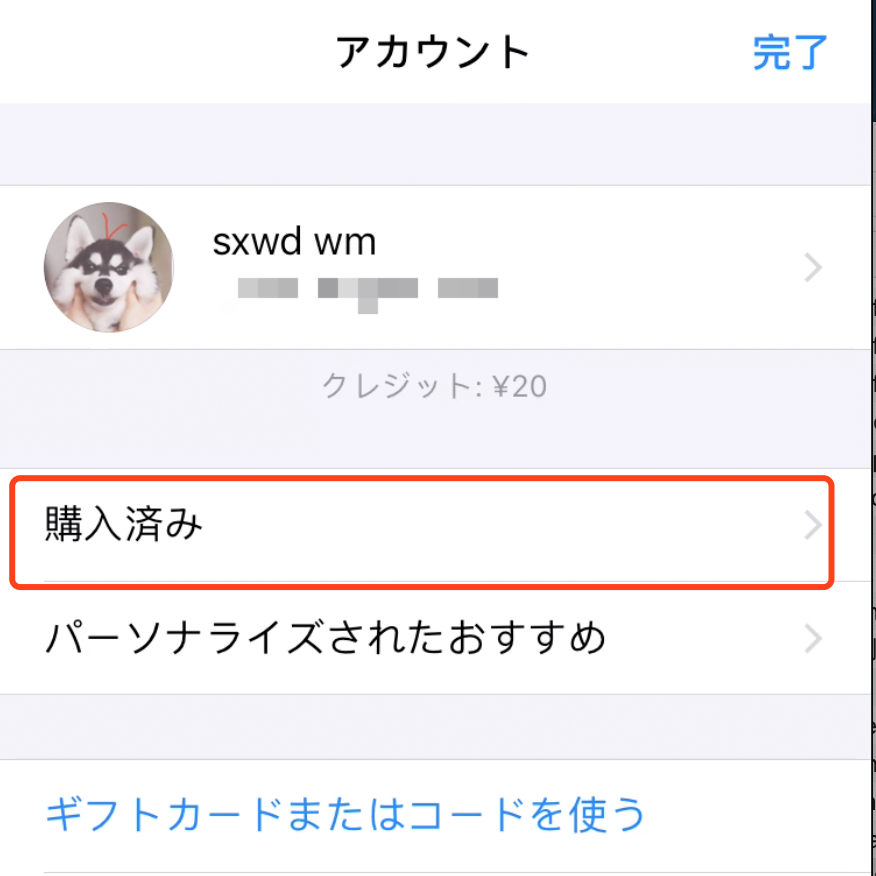 アカウント
完了
sxwd wm
クレジット: ¥20
購入済み
パーソナライズされたおすすめ
ギフトカードまたはコードを使う